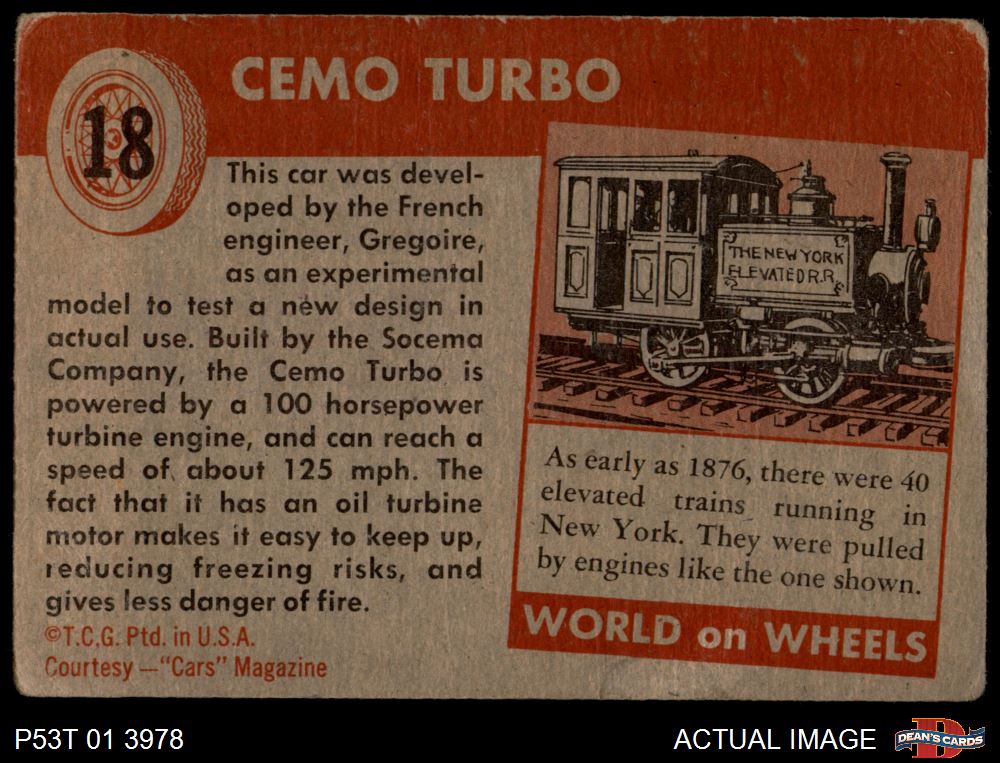 18
CEMO TURBO
This car was devel-
oped by the French
engineer, Gregoire,
as an experimental
model to test a new design in
actual use. Built by the Socema
Company, the Cemo Turbo is
powered by a 100 horsepower
turbine engine, and can reach a
speed of about 125 mph. The
fact that it has an oil turbine
motor makes it easy to keep up,
reducing freezing risks, and
gives less danger of fire.
©T.C.G. Ptd. in U.S.A.
Courtesy—"Cars" Magazine
THE NEW YORK
ELEVATED R.R.
As early as 1876, there were 40
elevated trains running in
New York. They were pulled
by engines like the one shown.
WORLD on WHEELS
P53T 01 3978
ACTUAL IMAGE
D
DEAN'S CARDS